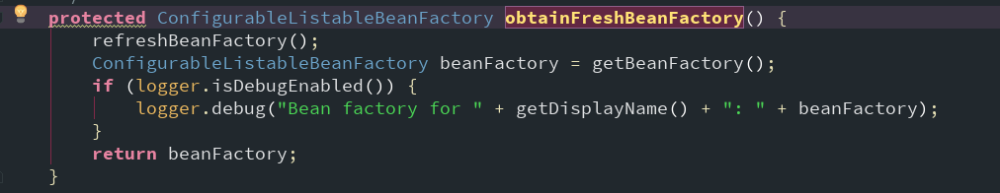 protected ConfigurableListableBeanFactory obtainFreshBeanFactory() {
    refreshBeanFactory();
    ConfigurableListableBeanFactory beanFactory = getBeanFactory();
    if (logger.isDebugEnabled()) {
        logger.debug("Bean factory for " + getDisplayName() + ": " + beanFactory);
    }
    return beanFactory;
}